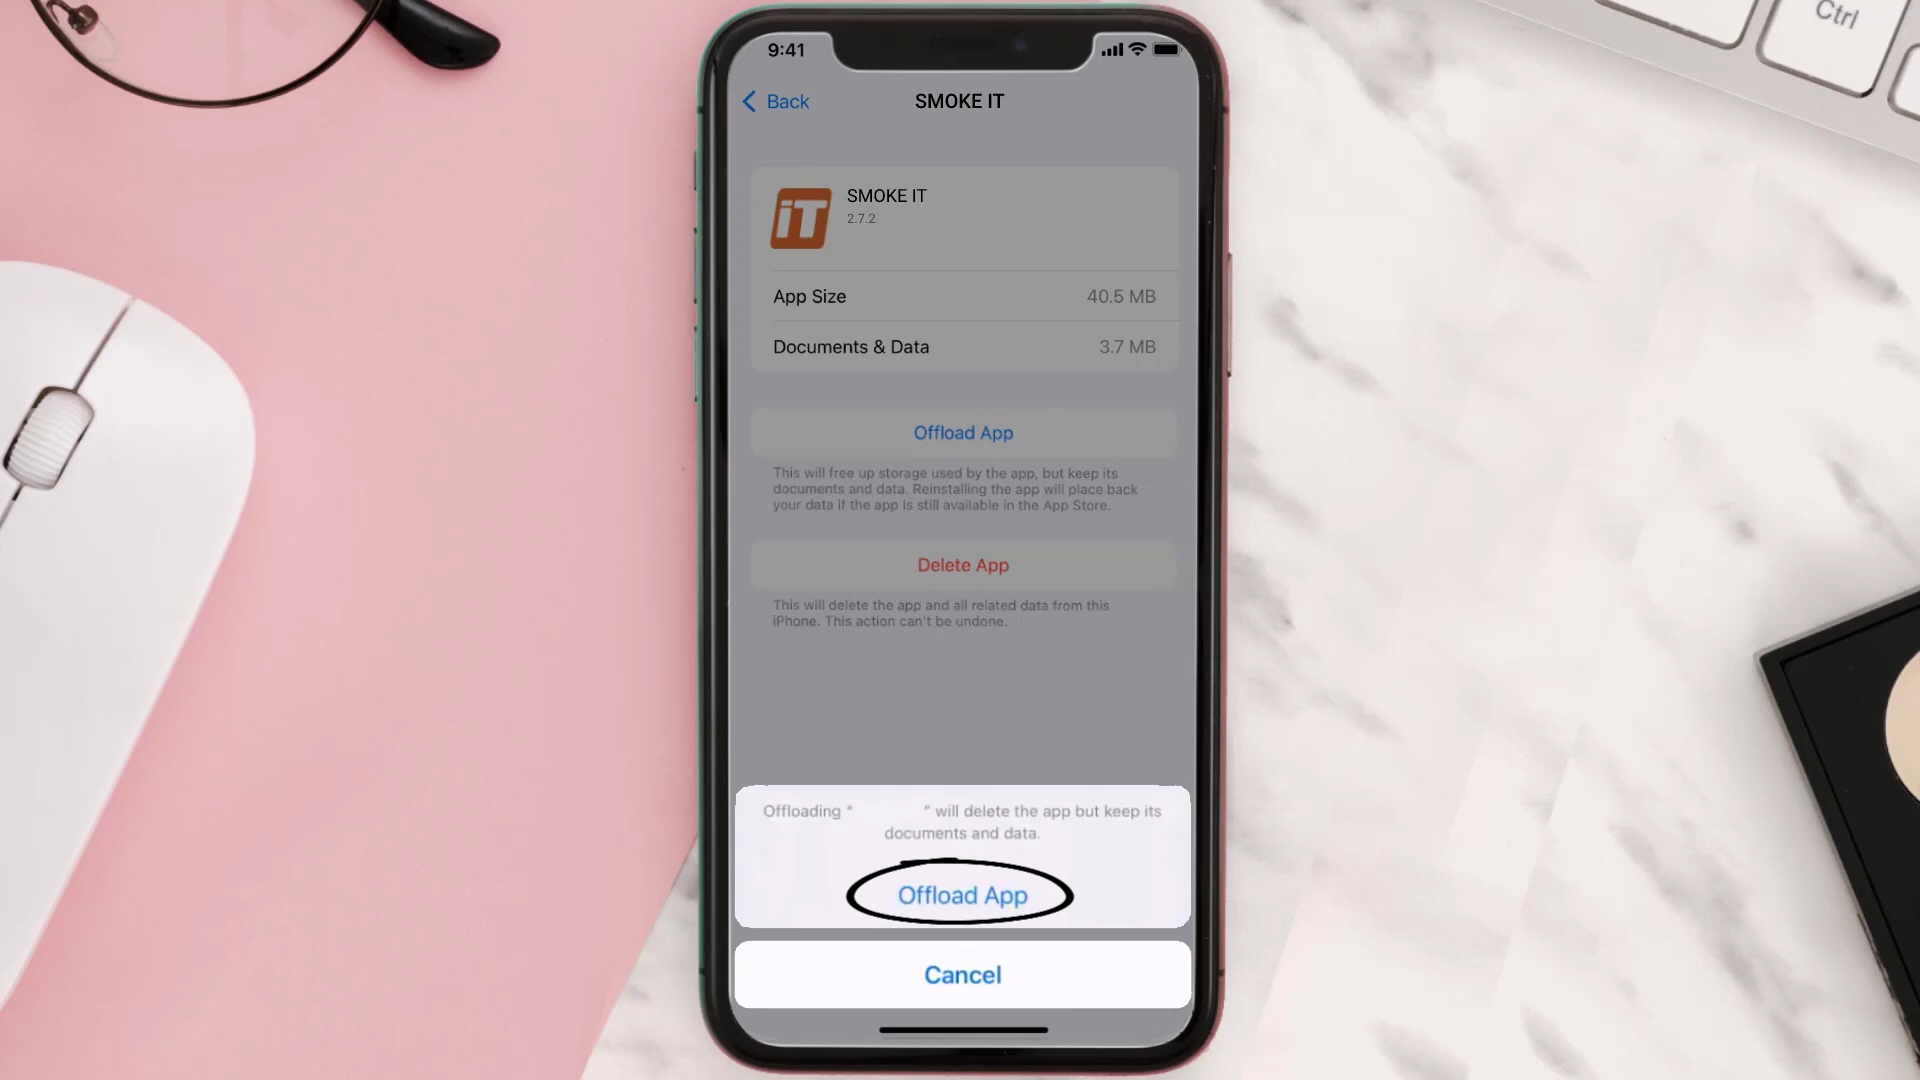 Ctrl
9:41
Back
SMOKE IT
iT
SMOKE IT
2.7.2
App Size 40.5 MB
Documents & Data 3.7 MB
Offload App
This will free up storage used by the app, but keep its
documents and data. Reinstalling the app will place back
your data if the app is still available in the App Store.
Delete App
This will delete the app and all related data from this
iPhone. This action can't be undone.
Offloading “ ” will delete the app but keep its
documents and data.
Offload App
Cancel